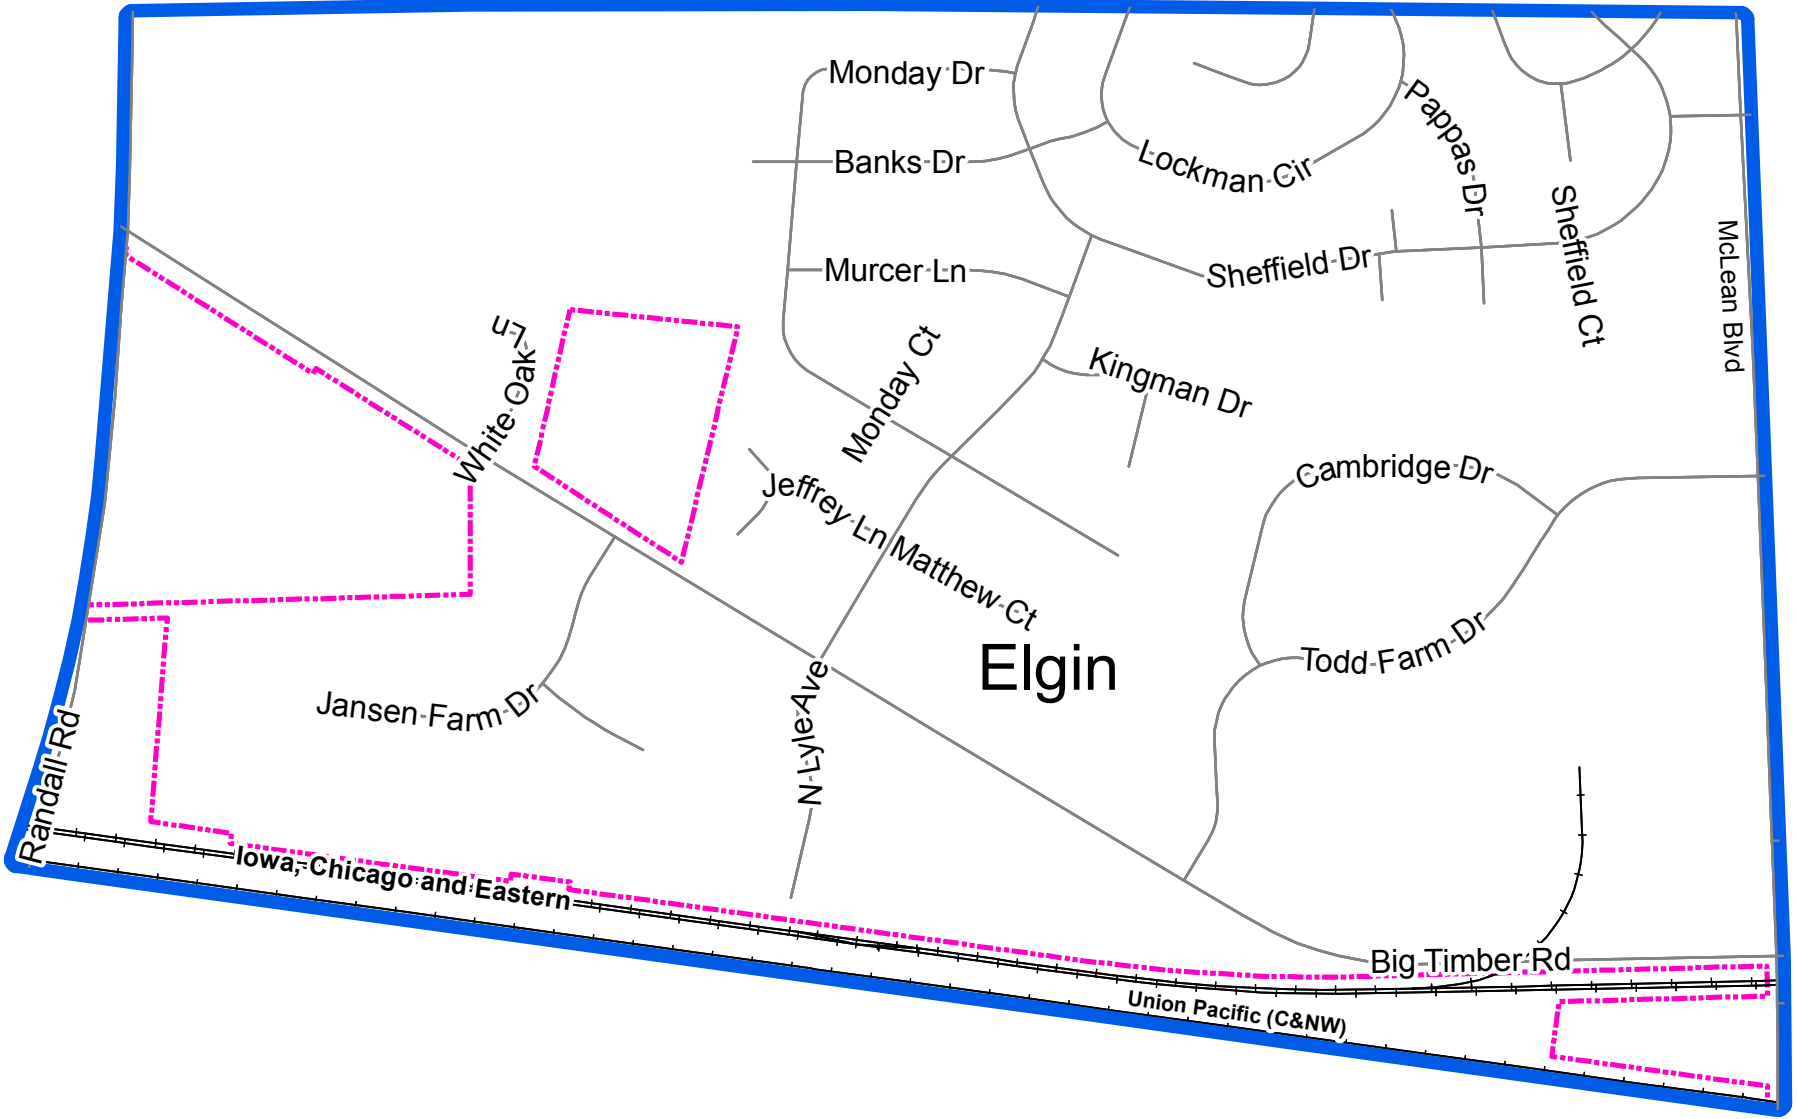 Monday Dr
Pappas Dr
Banks Dr
Lockman Cir
Sheffield Ct
McLean Blvd
Murcer Ln
Sheffield Dr
White Oak Ln
Monday Ct
Kingman Dr
Cambridge Dr
Jeffrey Ln
Matthew Ct
Elgin
Todd Farm Dr
Jansen Farm Dr
N Lyle Ave
Randall Rd
Iowa, Chicago and Eastern
Big Timber Rd
Union Pacific (C&NW)